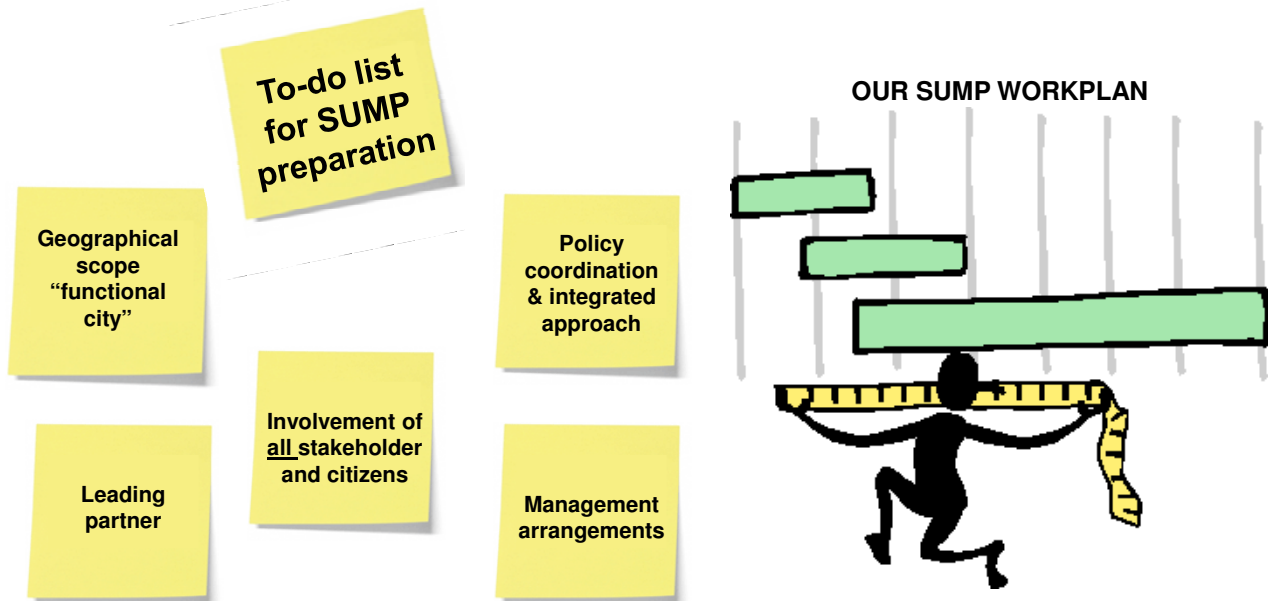 To-do list
for SUMP
preparation
OUR SUMP WORKPLAN
Geographical
scope
“functional
city”
Policy
coordination
& integrated
approach
Involvement of
all stakeholder
and citizens
Leading
partner
Management
arrangements